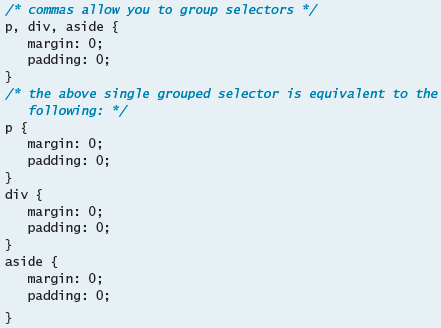 /* commas allow you to group selectors */
p, div, aside {
   margin: 0;
   padding: 0;
}
/* the above single grouped selector is equivalent to the
   following: */
p {
   margin: 0;
   padding: 0;
}
div {
   margin: 0;
   padding: 0;
}
aside {
   margin: 0;
   padding: 0;
}